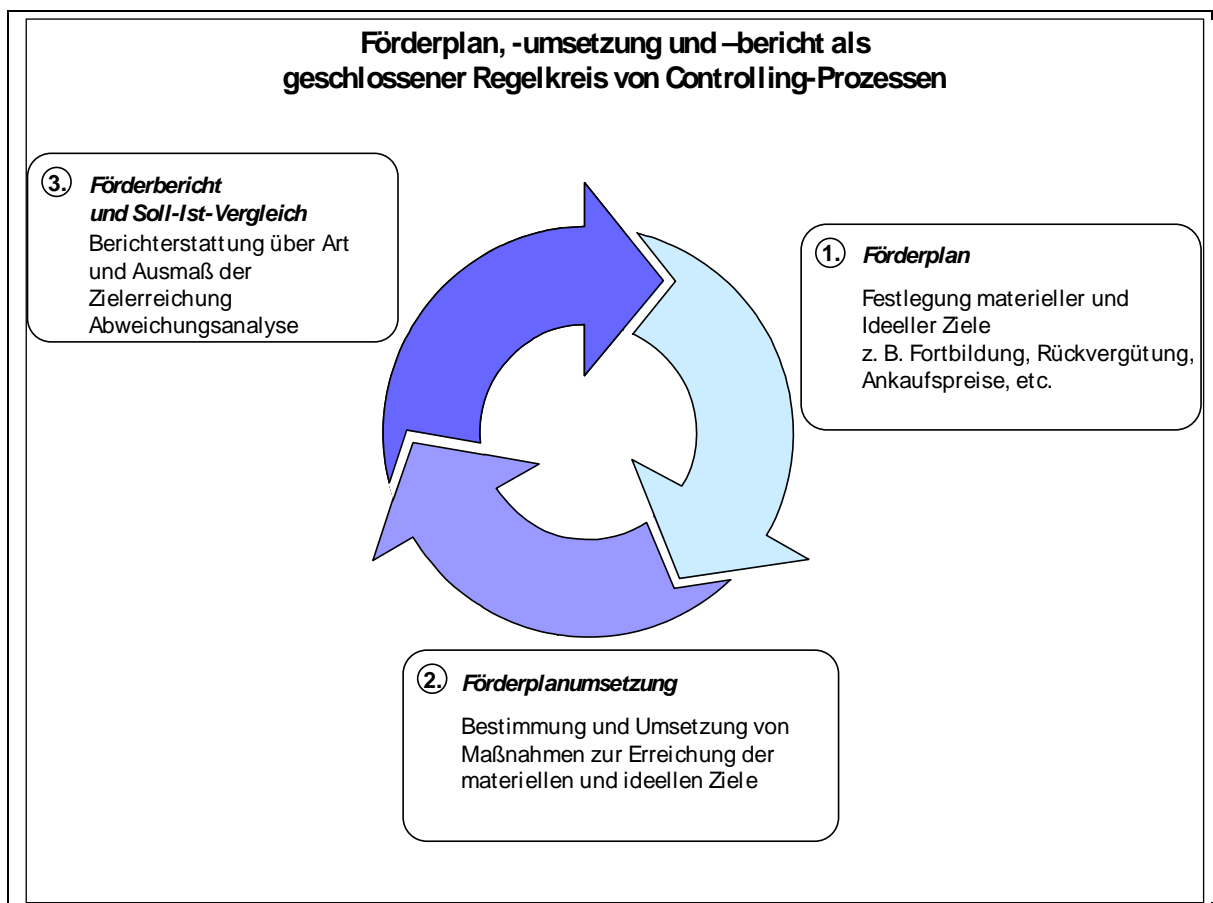 Förderplan, -umsetzung und –bericht als
geschlossener Regelkreis von Controlling-Prozessen
3. Förderbericht
und Soll-Ist-Vergleich
Berichterstattung über Art
und Ausmaß der
Zielerreichung
Abweichungsanalyse
1. Förderplan
Festlegung materieller und
Ideeller Ziele
z. B. Fortbildung, Rückvergütung,
Ankaufspreise, etc.
2. Förderplanumsetzung
Bestimmung und Umsetzung von
Maßnahmen zur Erreichung der
materiellen und ideellen Ziele